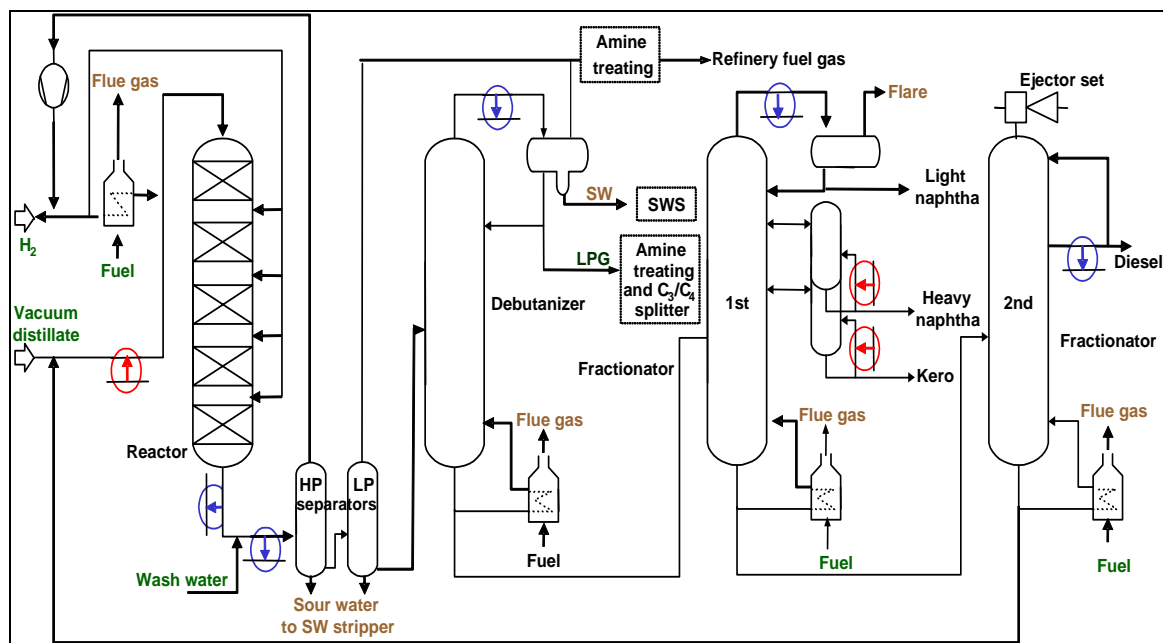 Amine
treating
Refinery fuel gas
Ejector set
Flue gas
Flare
Light
naphtha
SW
SWS
H2
Fuel
LPG
Amine
treating
and C3/C4
splitter
Debutanizer
1st
Heavy
naphtha
2nd
Diesel
Vacuum
distillate
Fractionator
Fractionator
Kero
Reactor
Flue gas
Flue gas
Flue gas
HP LP
separators
Fuel
Fuel
Fuel
Wash water
Sour water
to SW stripper